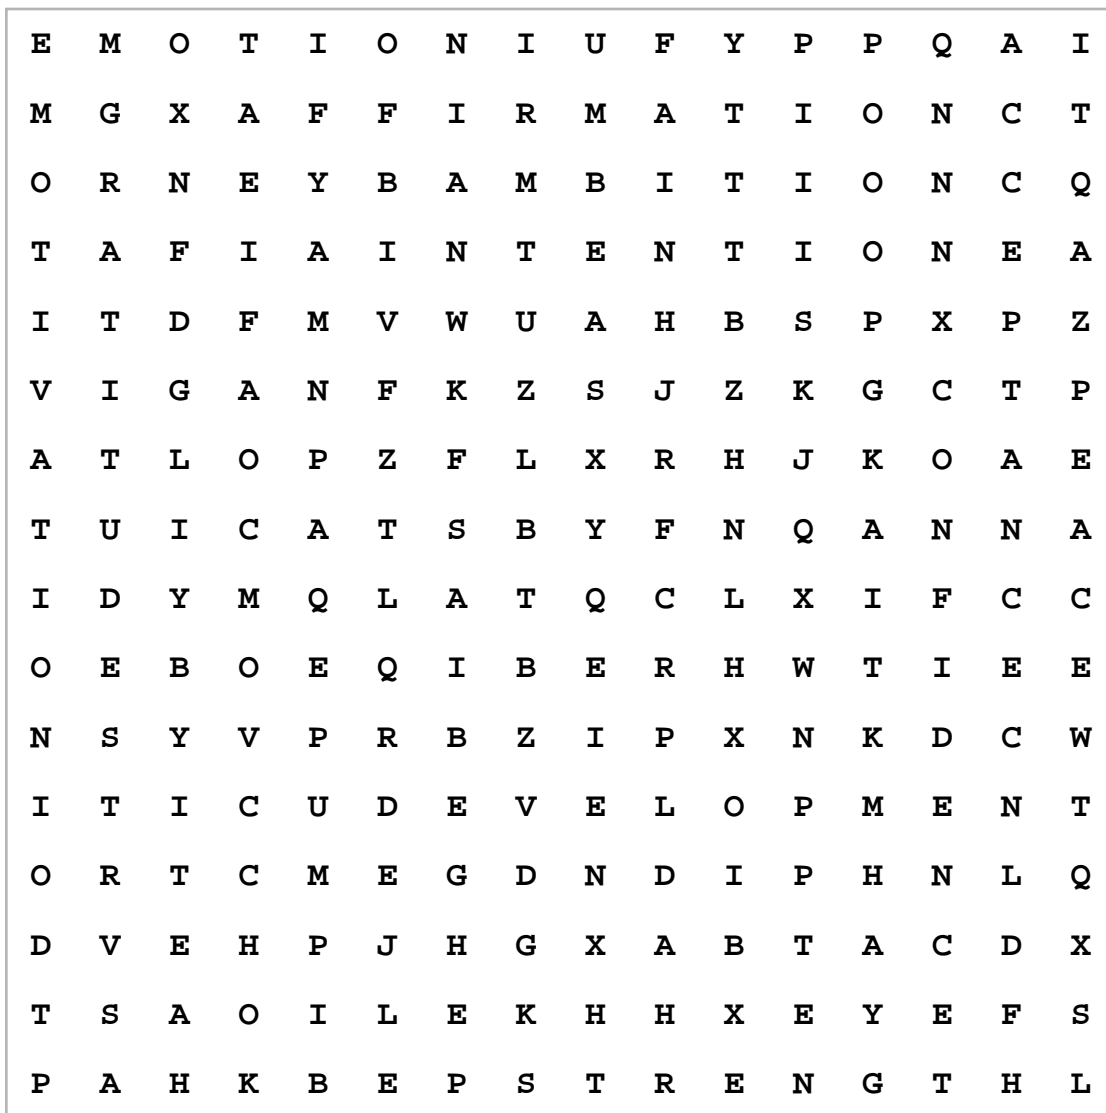 E M O T I O N I U F Y P P Q A I
M G X A F F I R M A T I O N C T
O R N E Y B A M B I T I O N C Q
T A F I A I N T E N T I O N E A
I T D F M V W U A H B S P X P Z
V I G A N F K Z S J Z K G C T P
A T L O P Z F L X R H J K O A E
T U I C A T S B Y F N Q A N N A
I D Y M Q L A T Q C L X I F C C
O E B O E Q I B E R H W T I E E
N S Y V P R B Z I P X N K D C W
I T I C U D E V E L O P M E N T
O R T C M E G D N D I P H N L Q
D V E H P J H G X A B T A C D X
T S A O I L E K H H X E Y E F S
P A H K B E P S T R E N G T H L